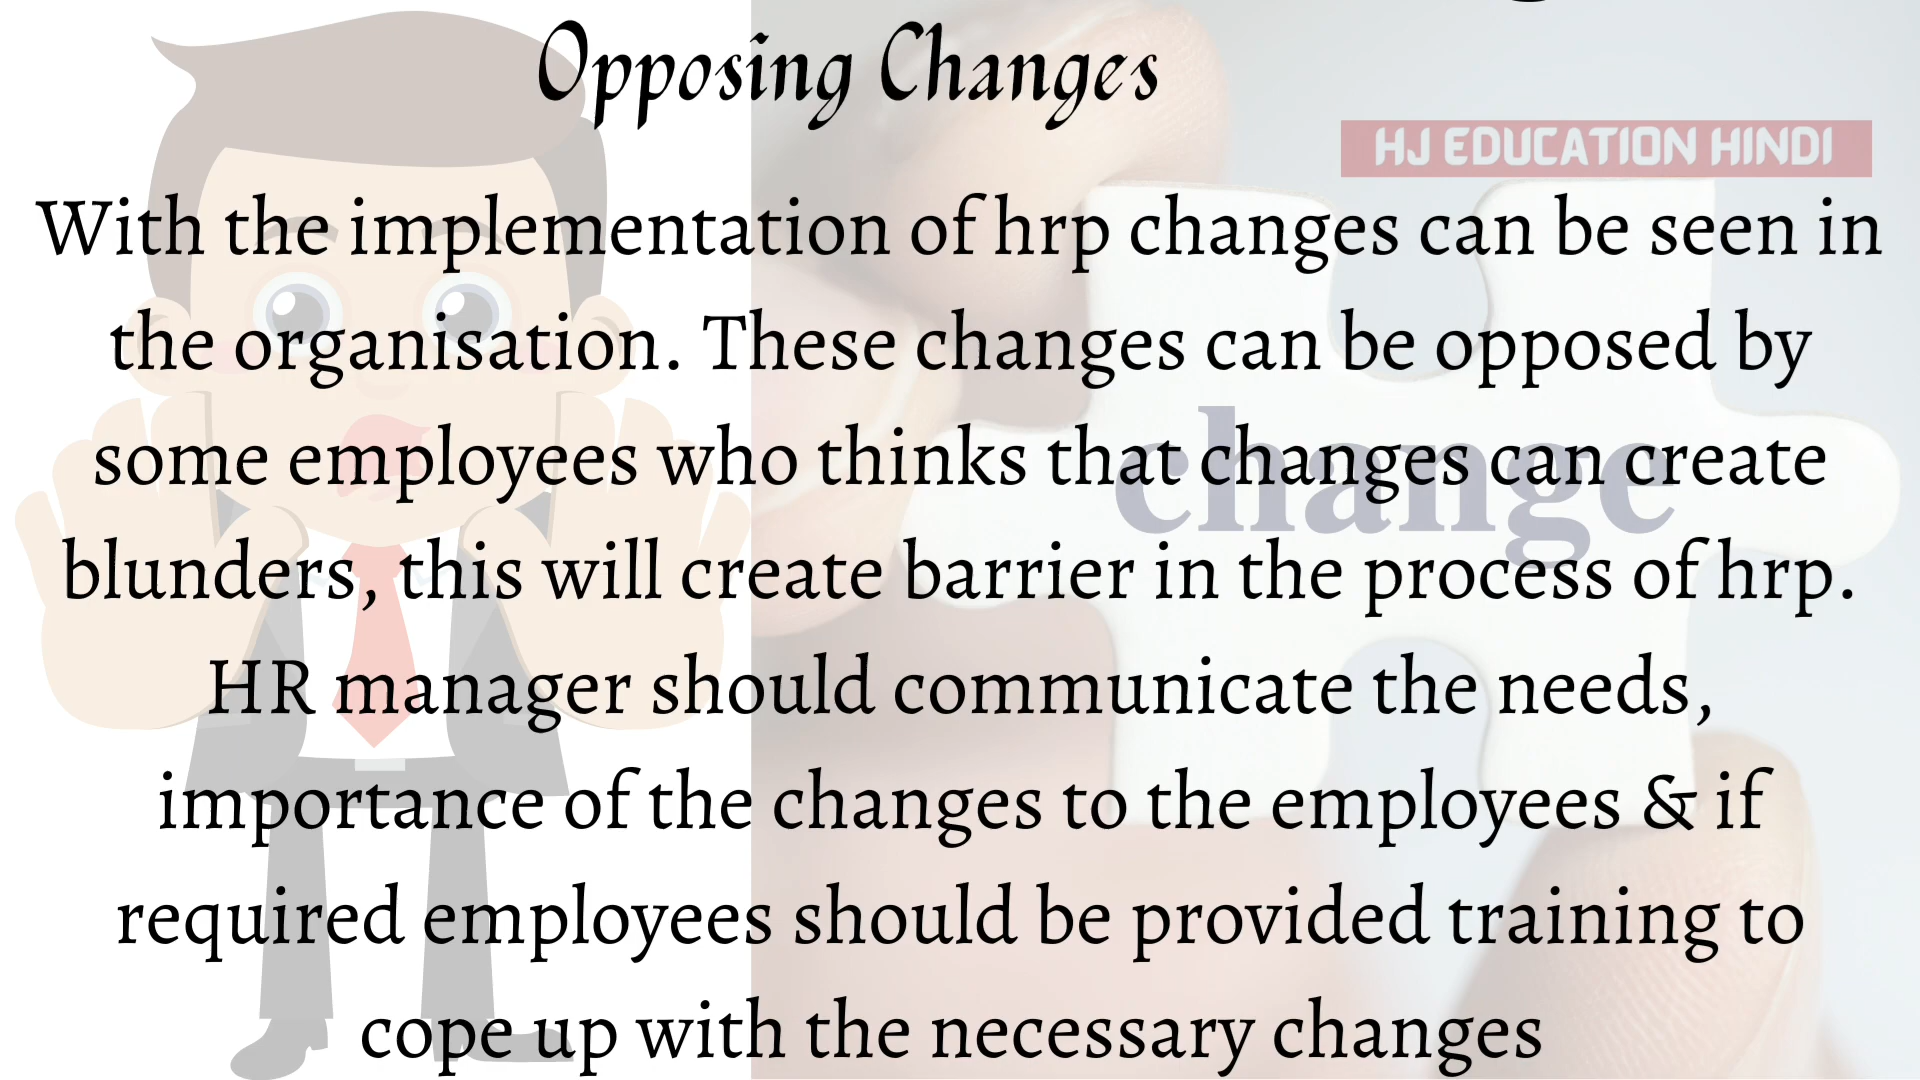 Opposing Changes
HJ EDUCATION HINDI
With the implementation of hrp changes can be seen in
the organisation. These changes can be opposed by
some employees who thinks that changes can create
change
blunders, this will create barrier in the process of hrp.
HR manager should communicate the needs,
importance of the changes to the employees & if
required employees should be provided training to
cope up with the necessary changes